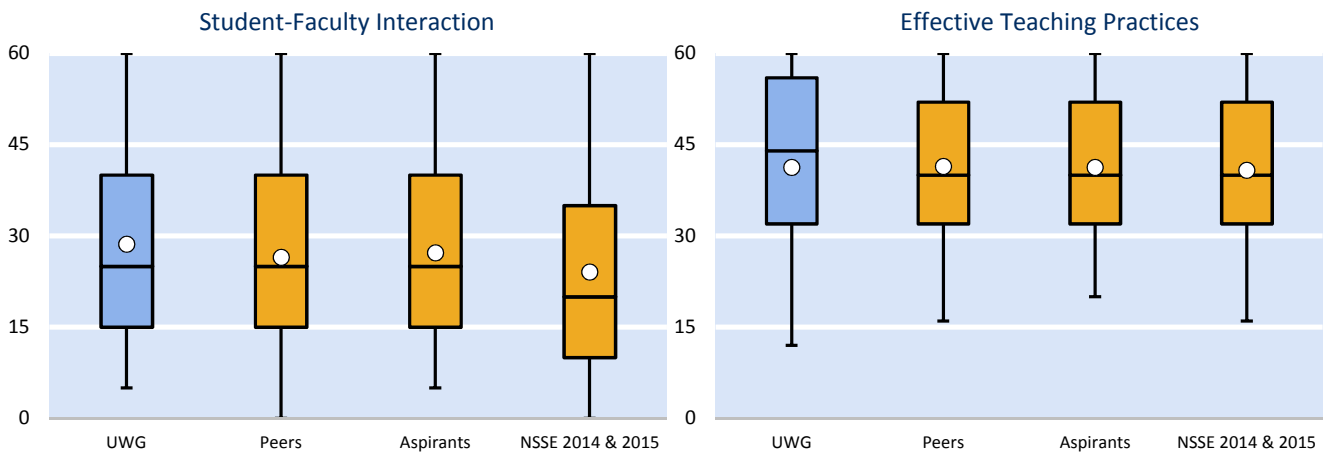 Student-Faculty Interaction
60
45
30
15
0
UWG Peers Aspirants NSSE 2014 & 2015
Effective Teaching Practices
60
45
30
15
0
UWG Peers Aspirants NSSE 2014 & 2015